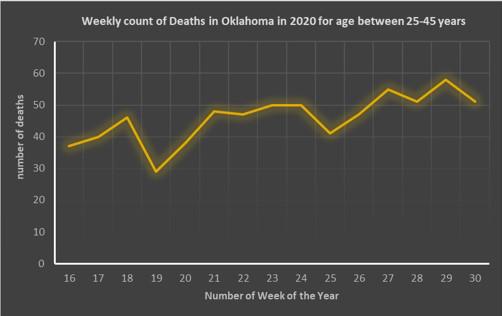 Weekly count of Deaths in Oklahoma in 2020 for age between 25-45 years
70
60
50
40
30
20
10
0
number of deaths
16 17 18 19 20 21 22 23 24 25 26 27 28 29 30
Number of Week of the Year